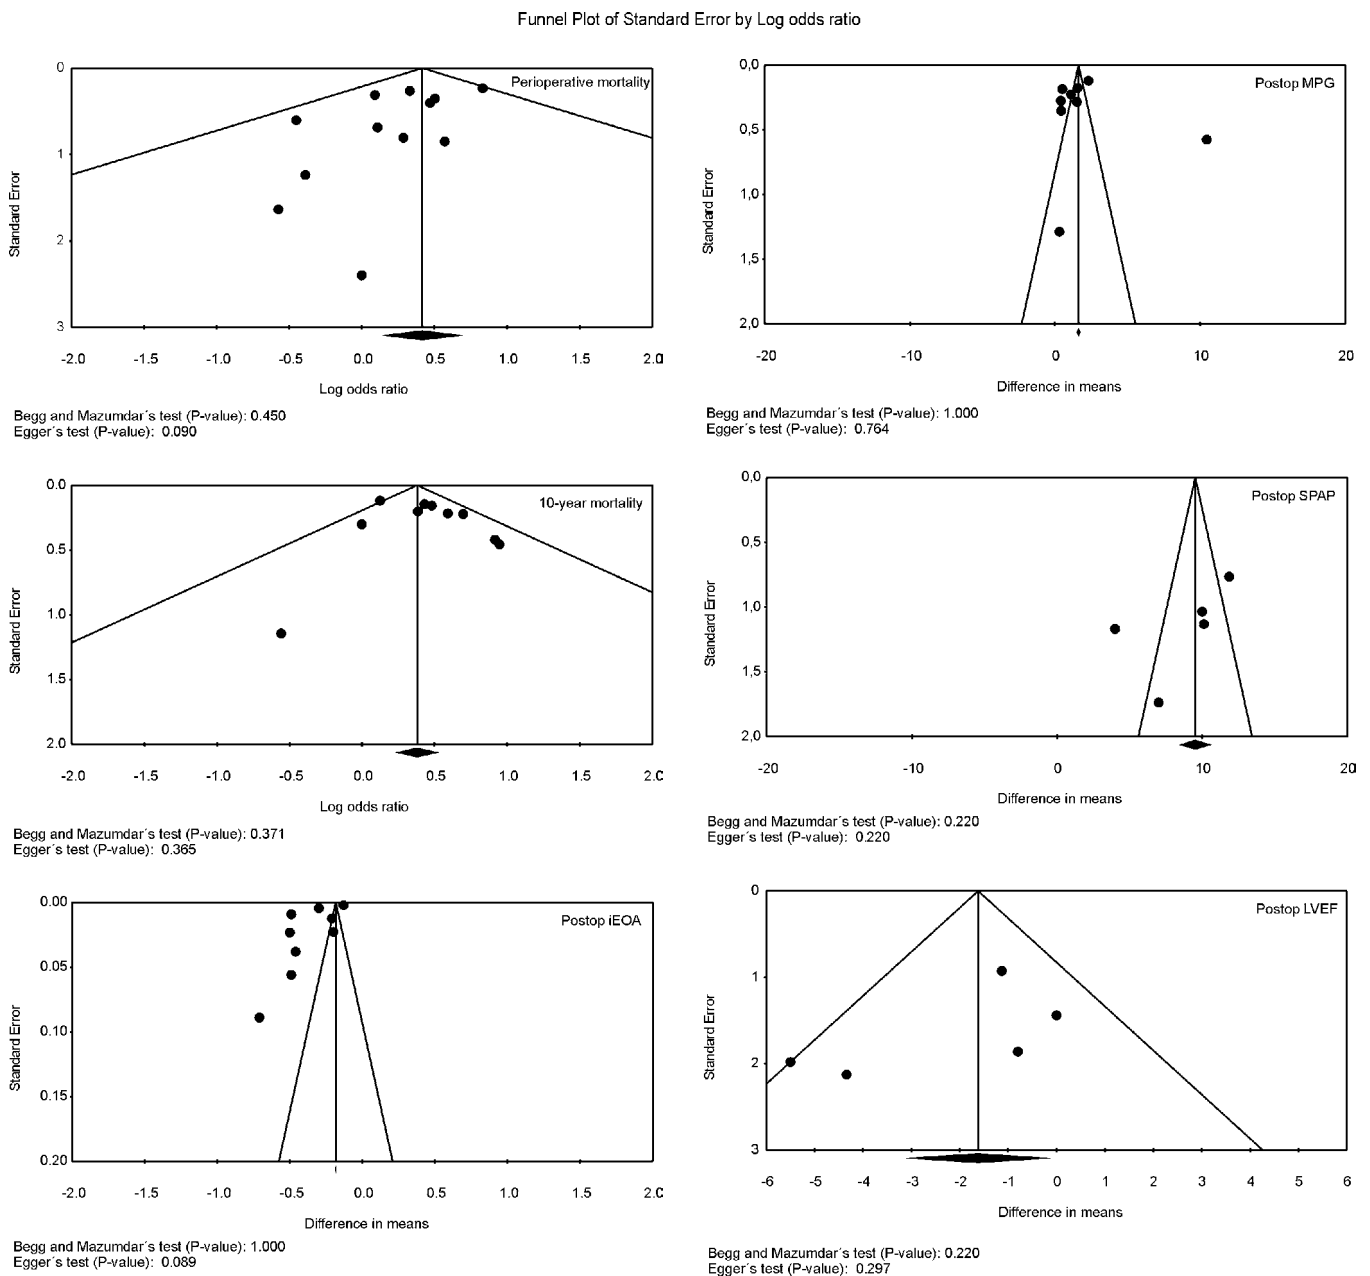 Funnel Plot of Standard Error by Log odds ratio
Perioperative mortality
Standard Error
0
1
2
3
-2.0 -1.5 -1.0 -0.5 0.0 0.5 1.0 1.5 2.0
Log odds ratio
Begg and Mazumdar´s test (P-value): 0.450
Egger´s test (P-value): 0.090
Postop MPG
Standard Error
0,0
0,5
1,0
1,5
2,0
-20 -10 0 10 20
Difference in means
Begg and Mazumdar´s test (P-value): 1.000
Egger´s test (P-value): 0.764
10-year mortality
Standard Error
0.0
0.5
1.0
1.5
2.0
-2.0 -1.5 -1.0 -0.5 0.0 0.5 1.0 1.5 2.0
Log odds ratio
Begg and Mazumdar´s test (P-value): 0.371
Egger´s test (P-value): 0.365
Postop SPAP
Standard Error
0,0
0,5
1,0
1,5
2,0
-20 -10 0 10 20
Difference in means
Begg and Mazumdar´s test (P-value): 0.220
Egger´s test (P-value): 0.220
Postop iEOA
Standard Error
0.00
0.05
0.10
0.15
0.20
-2.0 -1.5 -1.0 -0.5 0.0 0.5 1.0 1.5 2.0
Difference in means
Begg and Mazumdar´s test (P-value): 1.000
Egger´s test (P-value): 0.089
Postop LVEF
Standard Error
0
1
2
3
-6 -5 -4 -3 -2 -1 0 1 2 3 4 5 6
Difference in means
Begg and Mazumdar´s test (P-value): 0.220
Egger´s test (P-value): 0.297